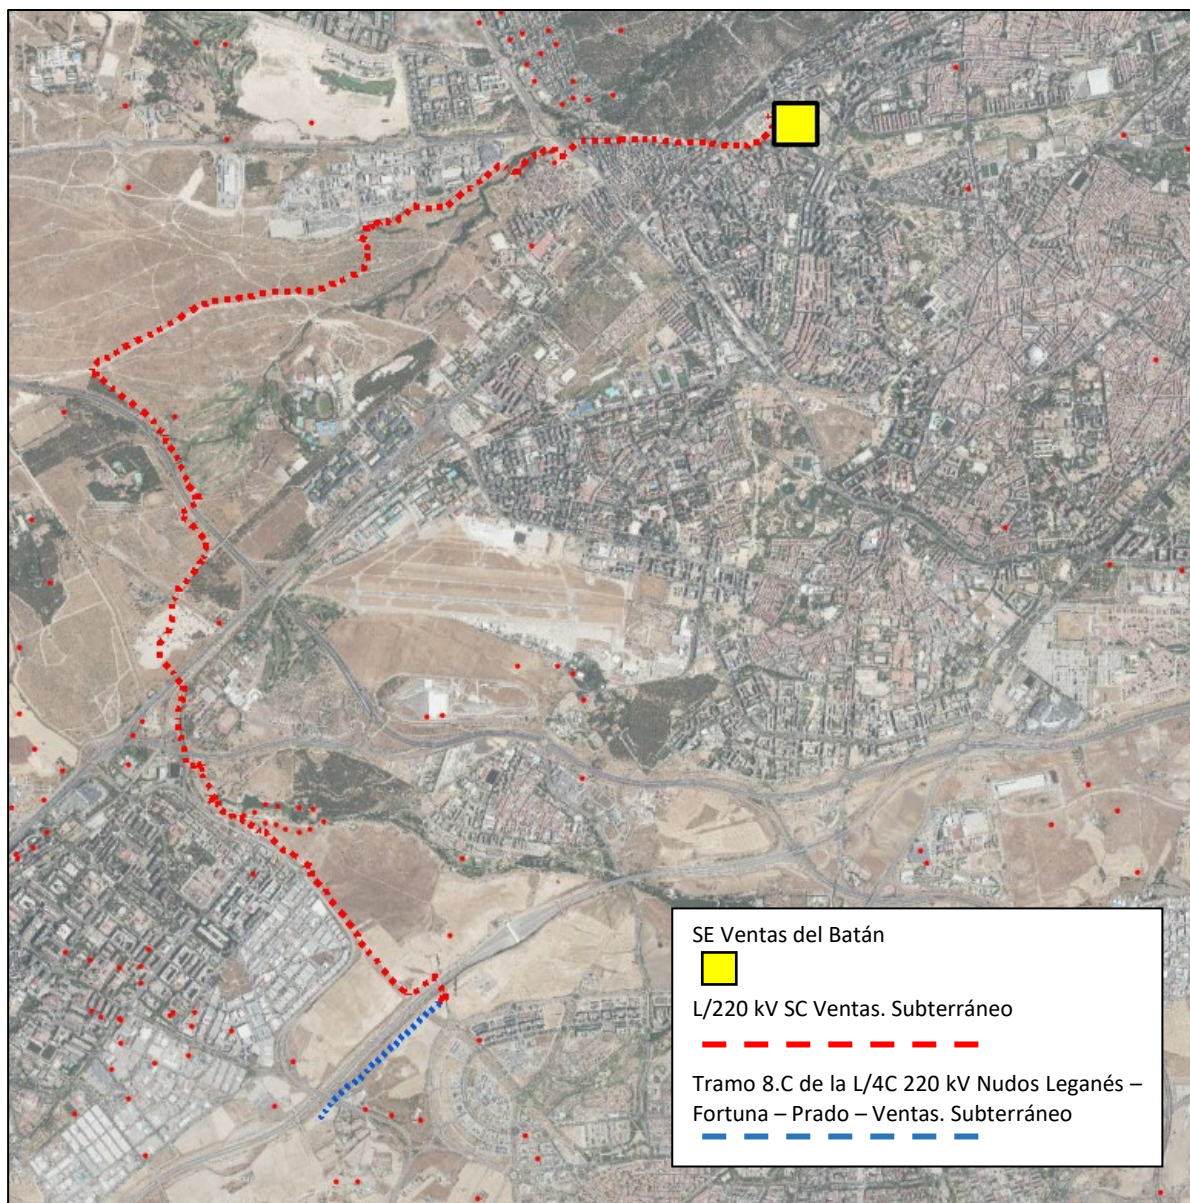 SE Ventas del Batán
L/220 kV SC Ventas. Subterráneo
Tramo 8.C de la L/4C 220 kV Nudos Leganés –
Fortuna – Prado – Ventas. Subterráneo